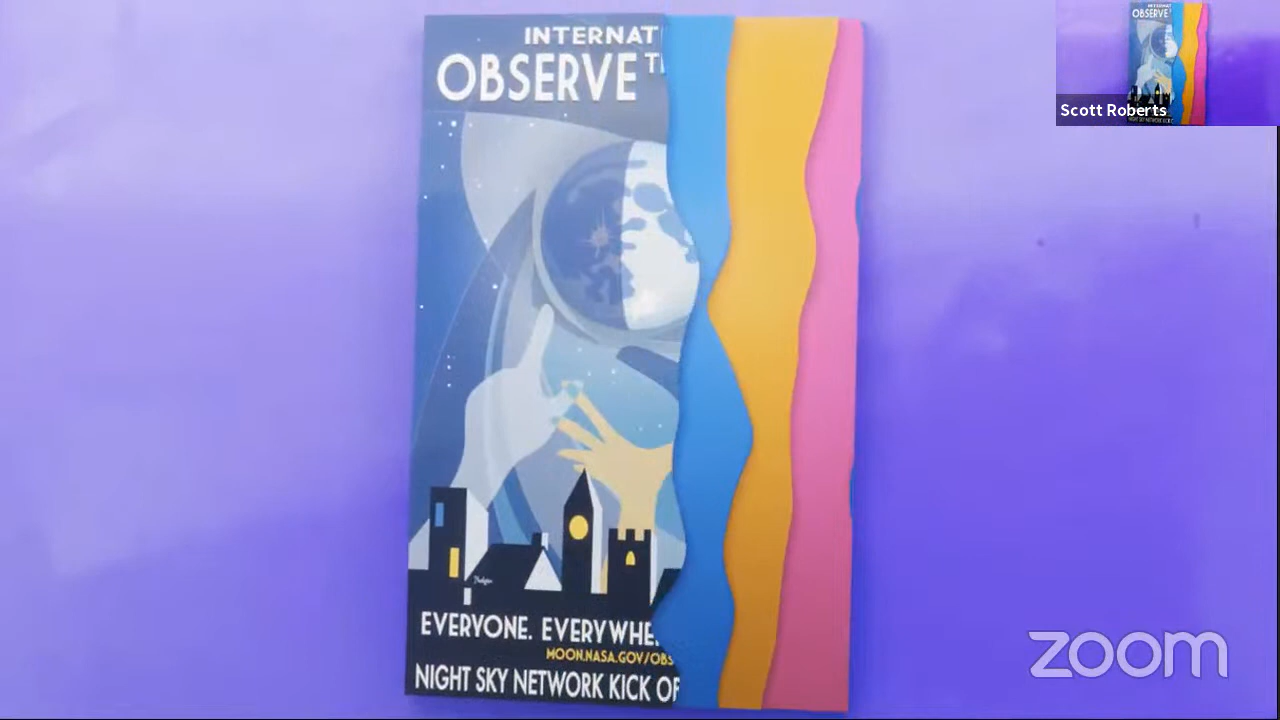 INTERNAT
OBSERVE
Scott Roberts
EVERYONE. EVERYWHE
MOON.NASA.GOV/OBS
NIGHT SKY NETWORK KICK OF
zoom